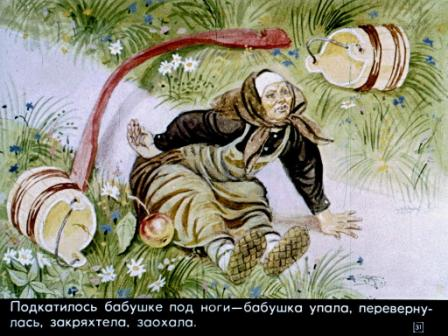 Подкатилось бабушке под ноги—бабушка упала, переверну-
лась, закряхтела, заохала.
31